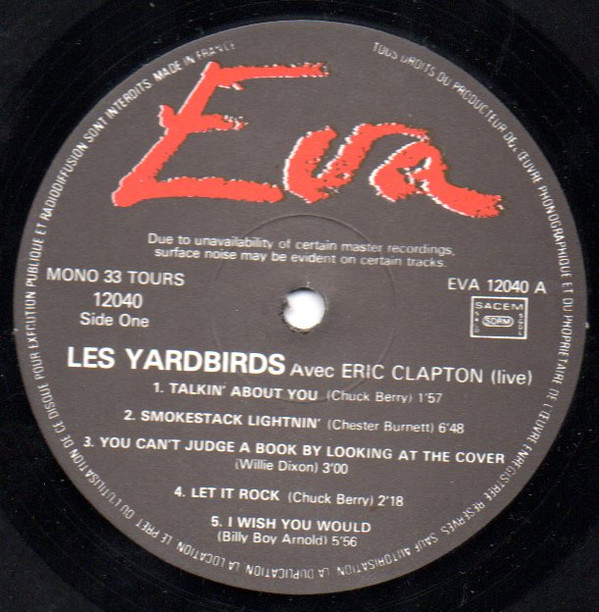 Eva
Due to unavailability of certain master recordings,
surface noise may be evident on certain tracks.
MONO 33 TOURS
12040
Side One
EVA 12040 A
SACEM
SDRM
LES YARDBIRDS Avec ERIC CLAPTON (live)
1. TALKIN' ABOUT YOU (Chuck Berry) 1'57
2. SMOKESTACK LIGHTNIN' (Chester Burnett) 6'48
3. YOU CAN'T JUDGE A BOOK BY LOOKING AT THE COVER
(Willie Dixon) 3'00
4. LET IT ROCK (Chuck Berry) 2'18
5. I WISH YOU WOULD
(Billy Boy Arnold) 5'56
TOUS DROITS DU PRODUCTEUR DE L'ŒUVRE PHONOGRAPHIQUE ET DU PROPRIETAIRE DE L'ŒUVRE ENREGISTREE RESERVES. SAUF AUTORISATION LA DUPLICATION, LA LOCATION, LE PRET OU L'UTILISATION DE CE DISQUE POUR EXECUTION PUBLIQUE ET RADIODIFFUSION SONT INTERDITS. MADE IN FRANCE